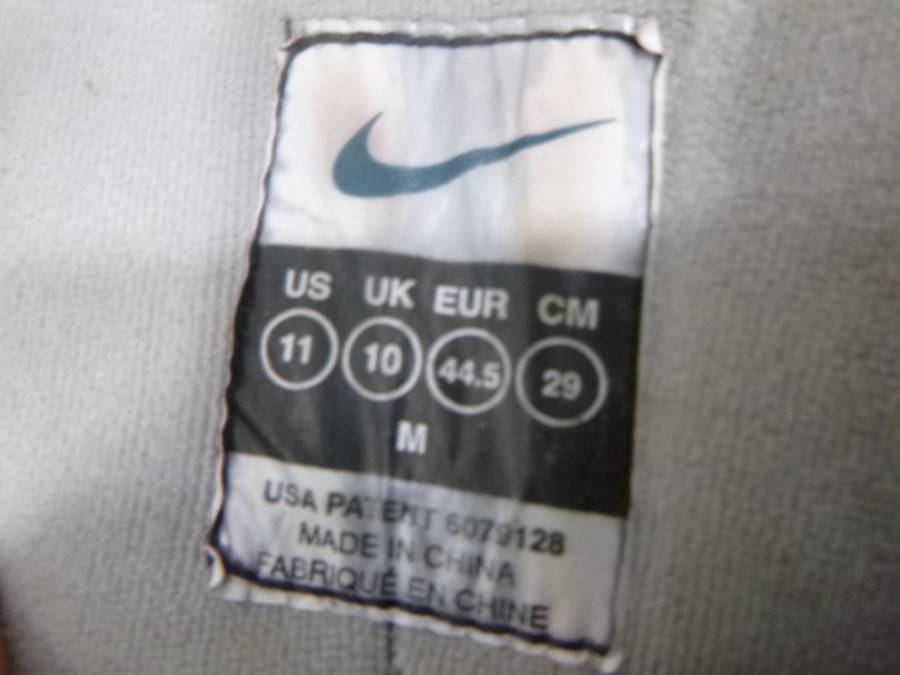 US UK EUR CM
11 10 44.5 29
M
USA PATENT 6079128
MADE IN CHINA
FABRIQUÉ EN CHINE